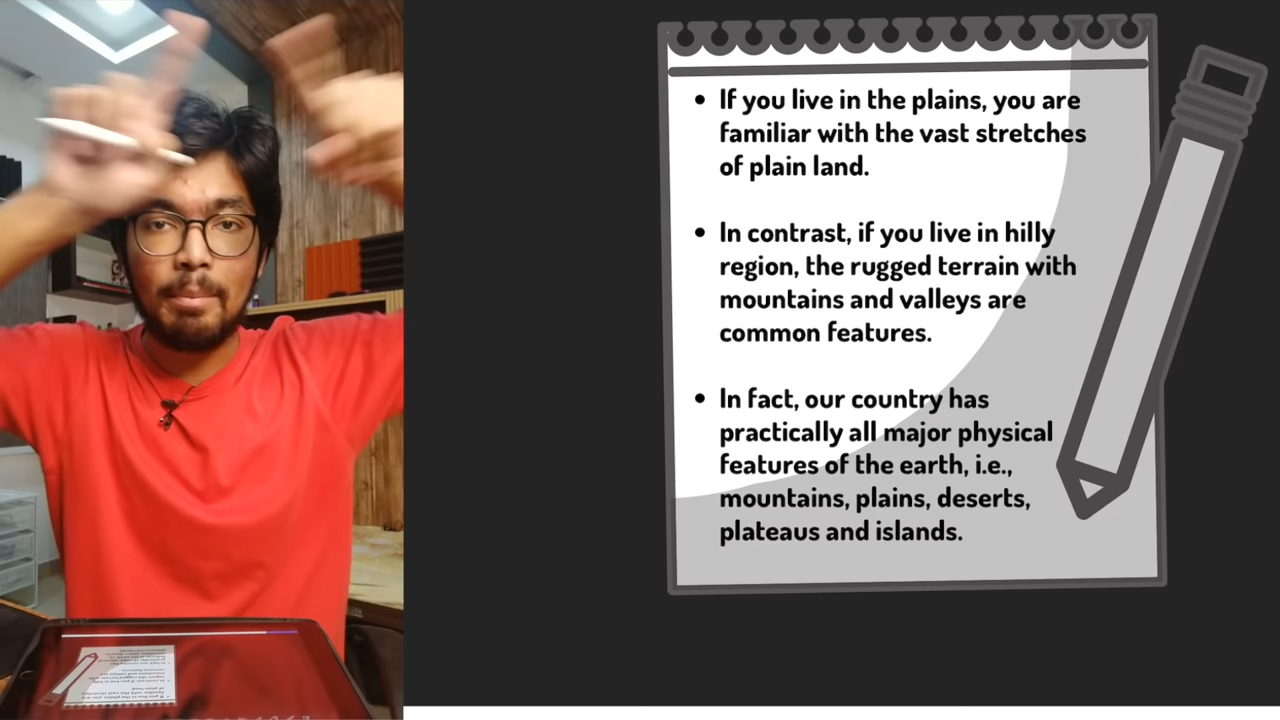 • If you live in the plains, you are
familiar with the vast stretches
of plain land.
• In contrast, if you live in hilly
region, the rugged terrain with
mountains and valleys are
common features.
• In fact, our country has
practically all major physical
features of the earth, i.e.,
mountains, plains, deserts,
plateaus and islands.